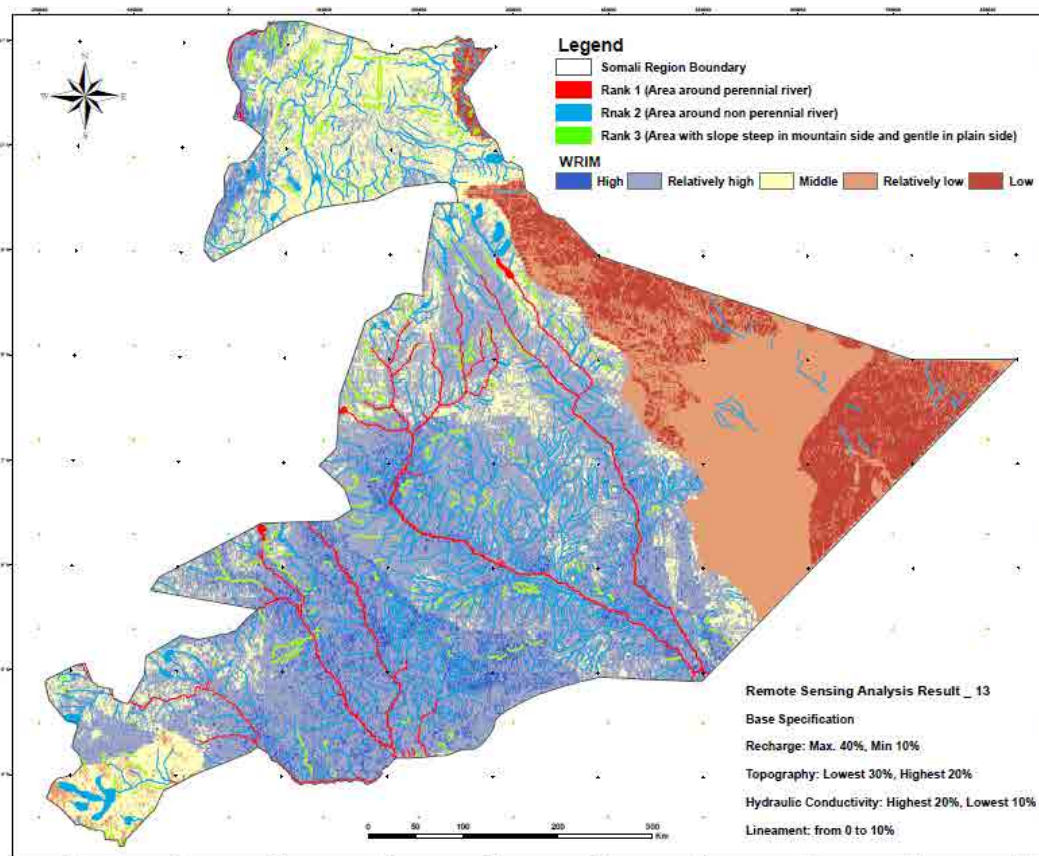 N
W
E
S
Legend
Somali Region Boundary
Rank 1 (Area around perennial river)
Rnak 2 (Area around non perennial river)
Rank 3 (Area with slope steep in mountain side and gentle in plain side)
WRIM
High Relatively high Middle Relatively low Low
Remote Sensing Analysis Result _ 13
Base Specification
Recharge: Max. 40%, Min 10%
Topography: Lowest 30%, Highest 20%
Hydraulic Conductivity: Highest 20%, Lowest 10%
Lineament: from 0 to 10%
0 50 100 200 300
Km